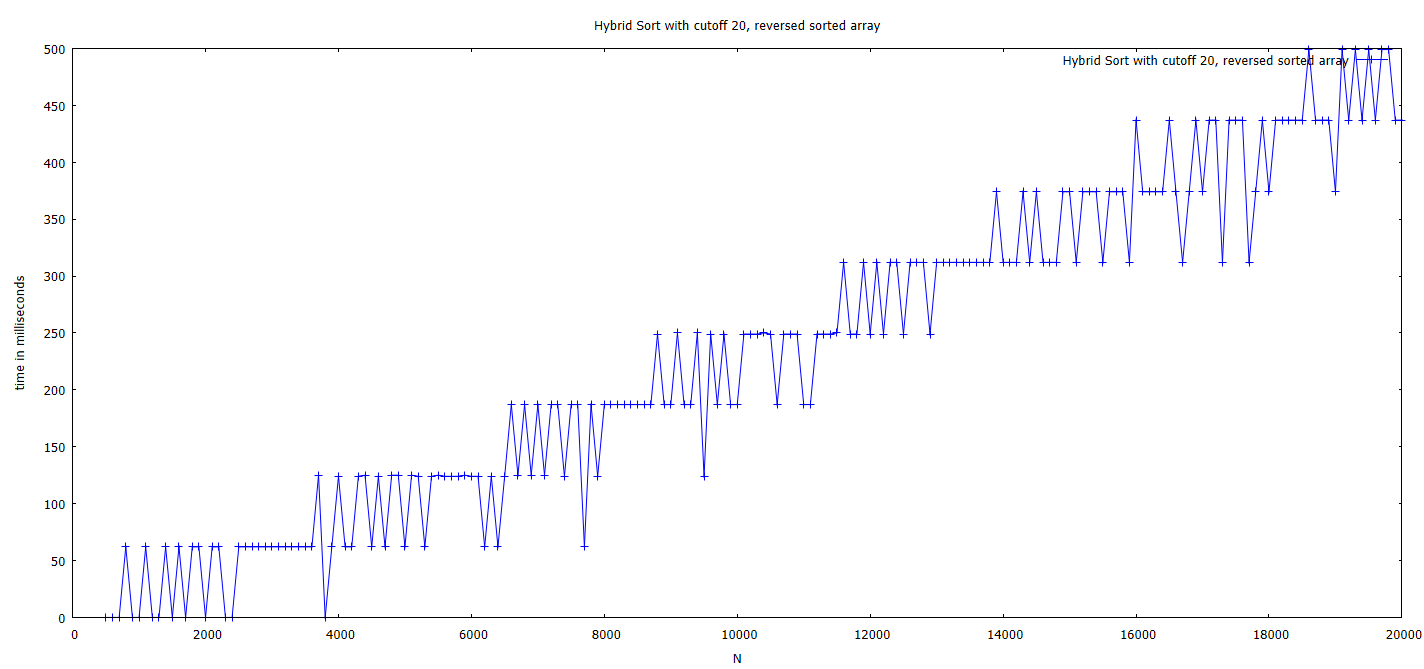 Hybrid Sort with cutoff 20, reversed sorted array
500
Hybrid Sort with cutoff 20, reversed sorted array
450
400
350
300
250
200
150
100
50
0
time in milliseconds
0 2000 4000 6000 8000 10000 12000 14000 16000 18000 20000
N